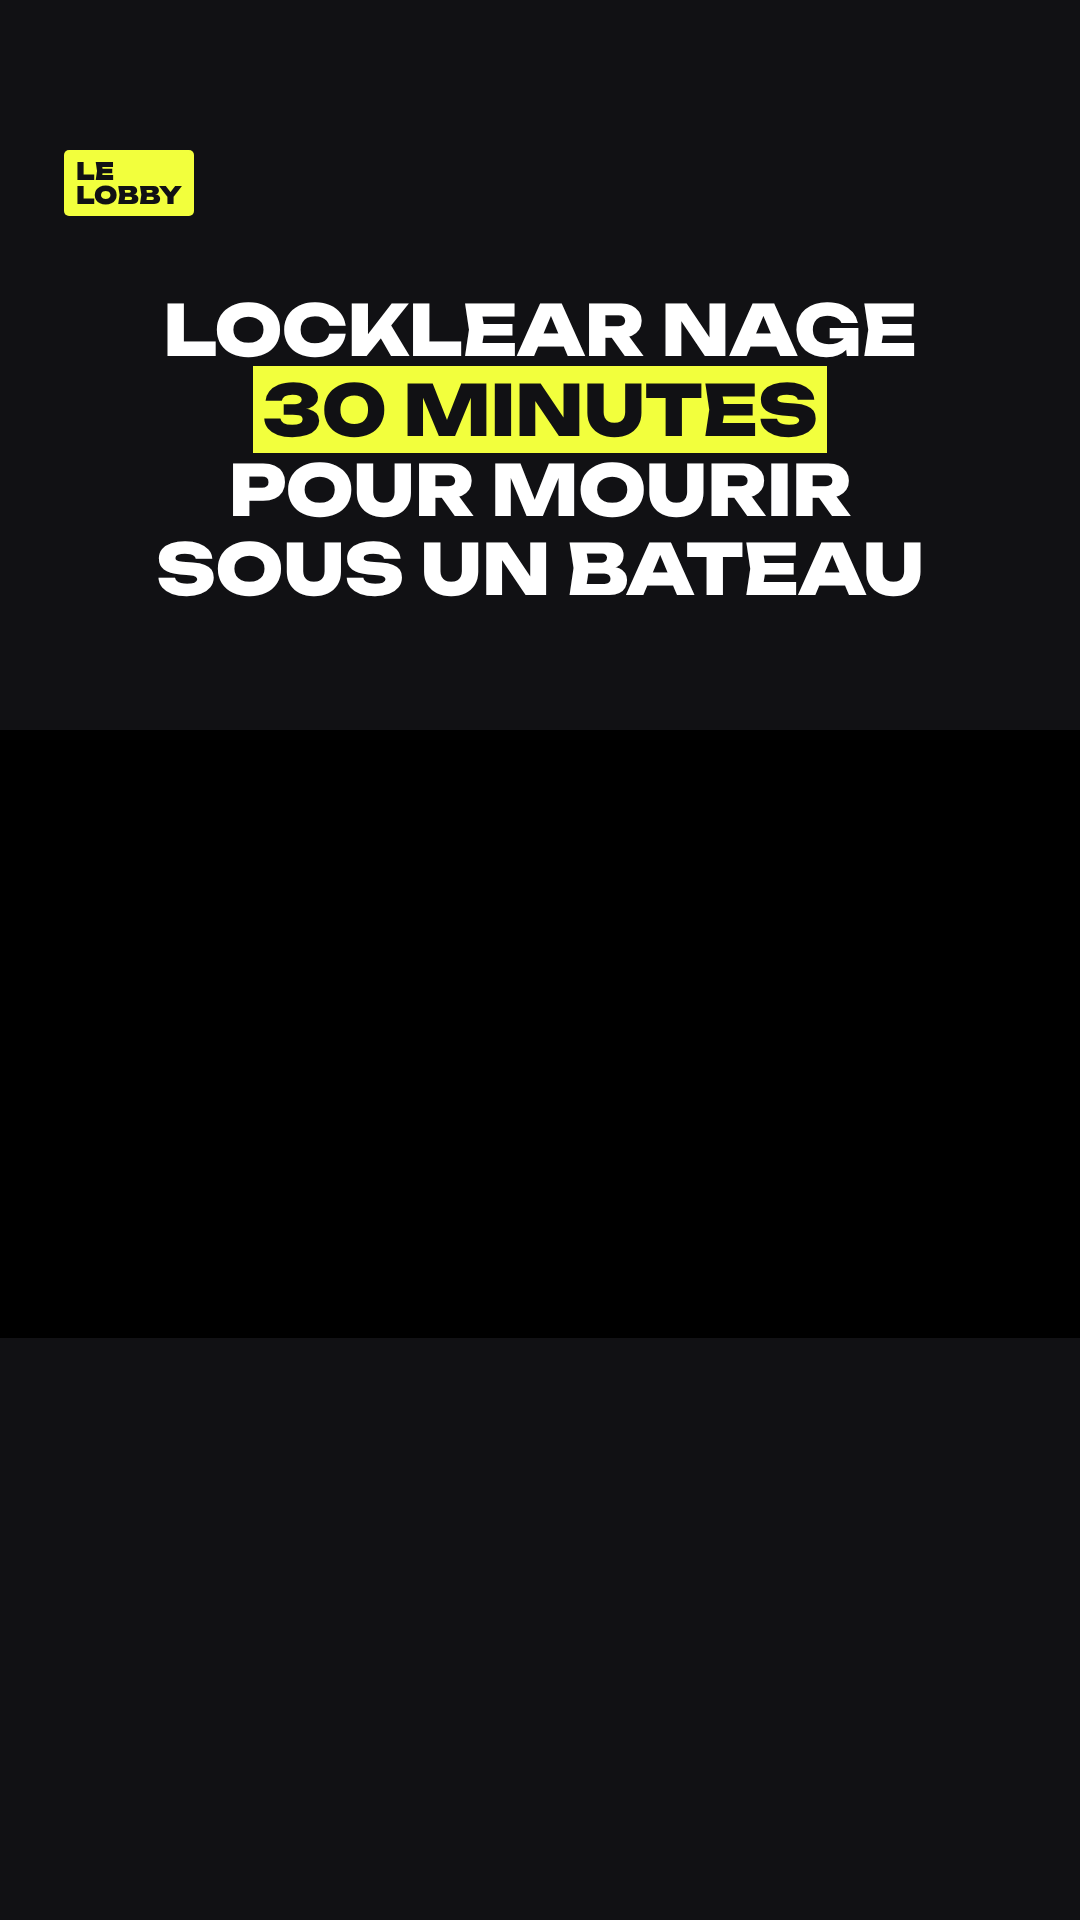 LE
LOBBY
LOCKLEAR NAGE
30 MINUTES
POUR MOURIR
SOUS UN BATEAU